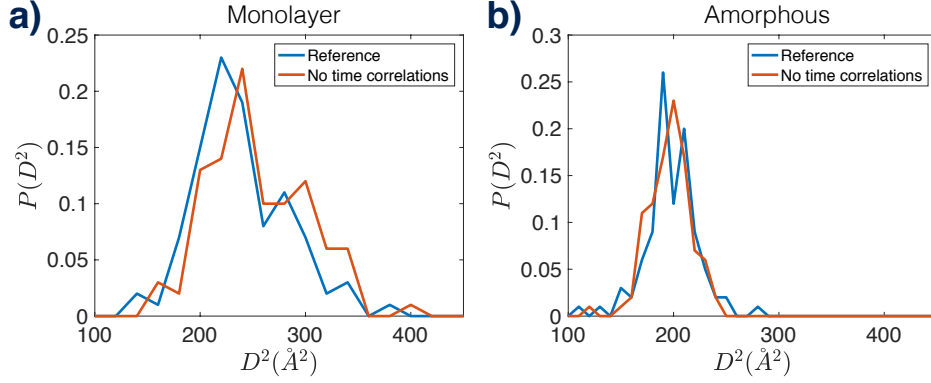 a)
Monolayer
0.25
0.2
0.15
0.1
0.05
0
P(D²)
100
200
300
400
D²(Å²)
Reference
No time correlations
b)
Amorphous
0.3
0.25
0.2
0.15
0.1
0.05
0
P(D²)
100
200
300
400
D²(Å²)
Reference
No time correlations